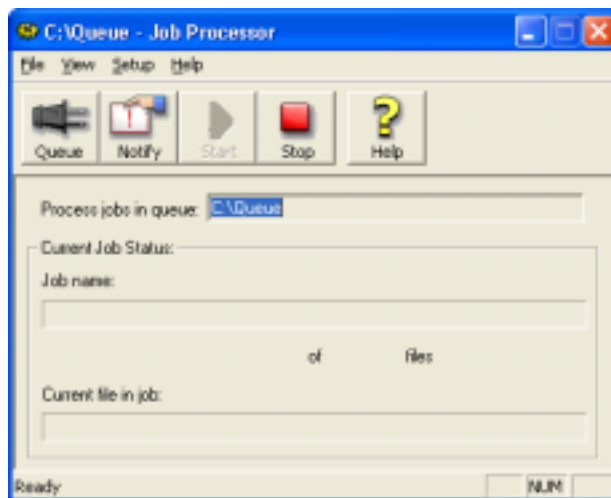 C:\Queue - Job Processor
File View Setup Help
Queue Notify Start Stop Help
Process jobs in queue: C:\Queue
Current Job Status:
Job name:
of files
Current file in job:
Ready NUM